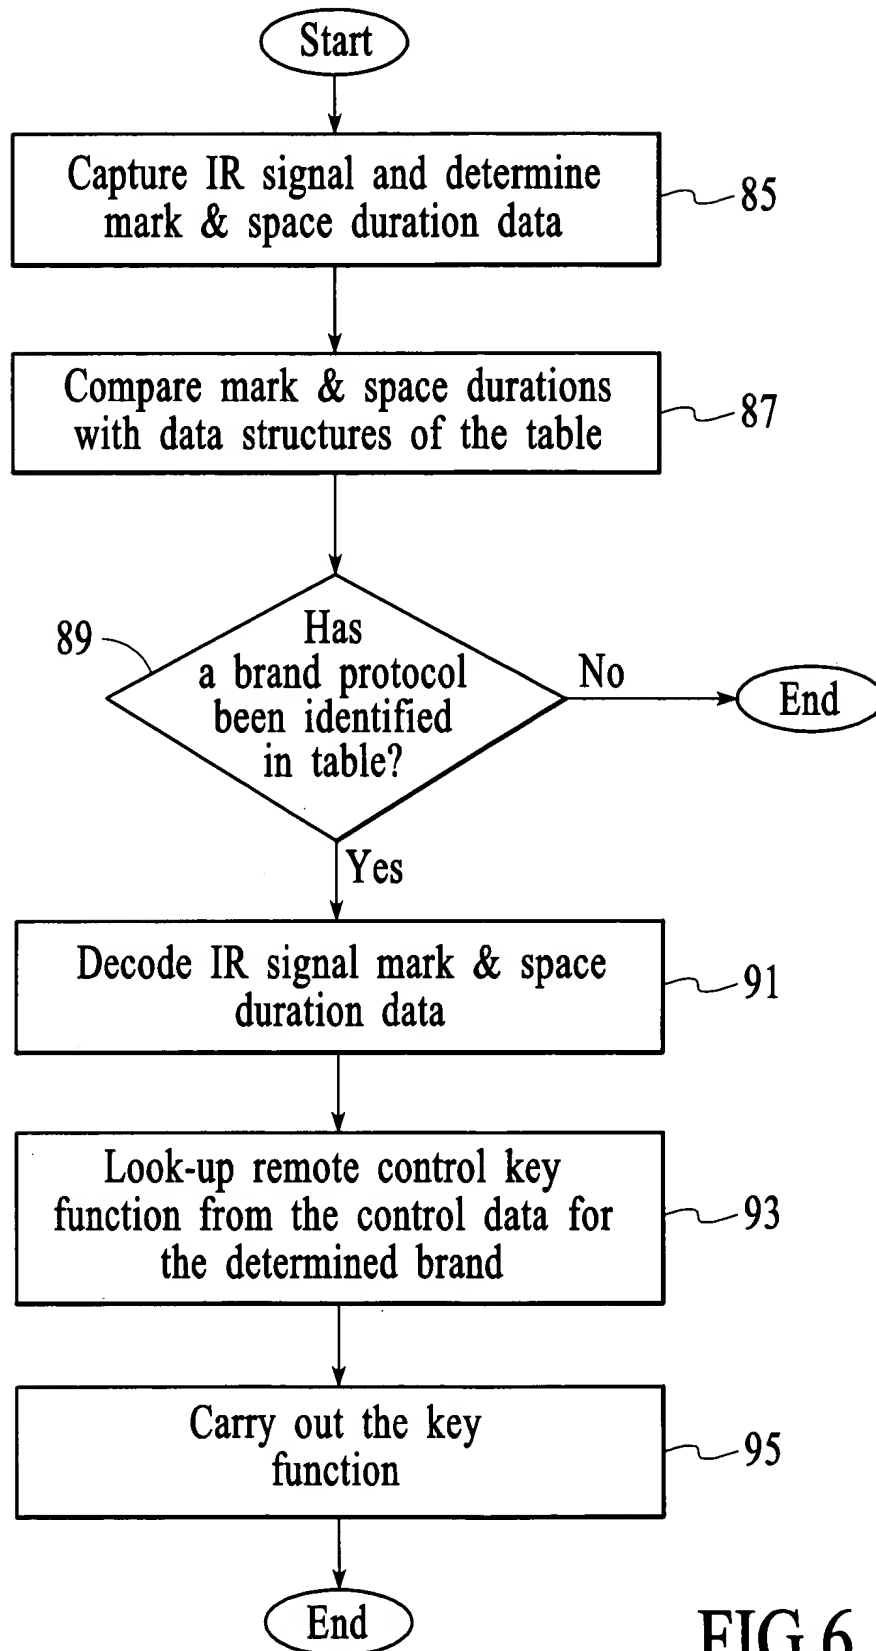 Start
Capture IR signal and determine
mark & space duration data
85
Compare mark & space durations
with data structures of the table
87
89
Has
a brand protocol
been identified
in table?
No
End
Yes
Decode IR signal mark & space
duration data
91
Look-up remote control key
function from the control data for
the determined brand
93
Carry out the key
function
95
End
FIG.6